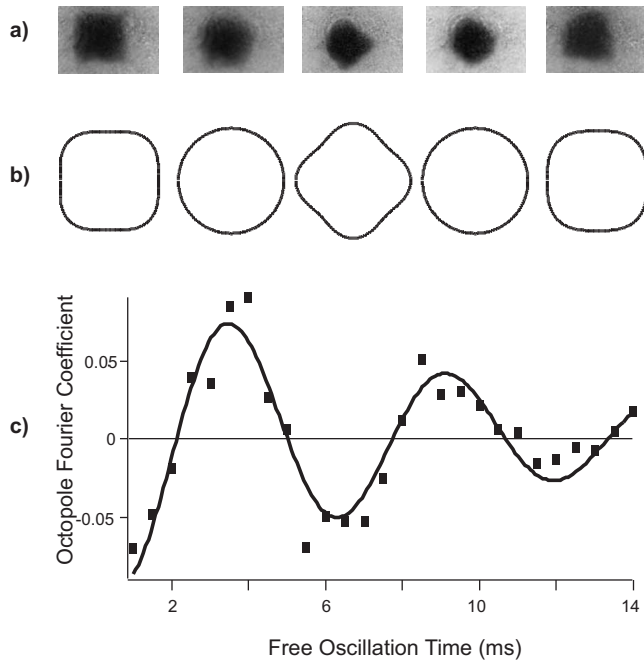 a)
b)
c)
Octopole Fourier Coefficient
0.05
0
-0.05
2
6
10
14
Free Oscillation Time (ms)